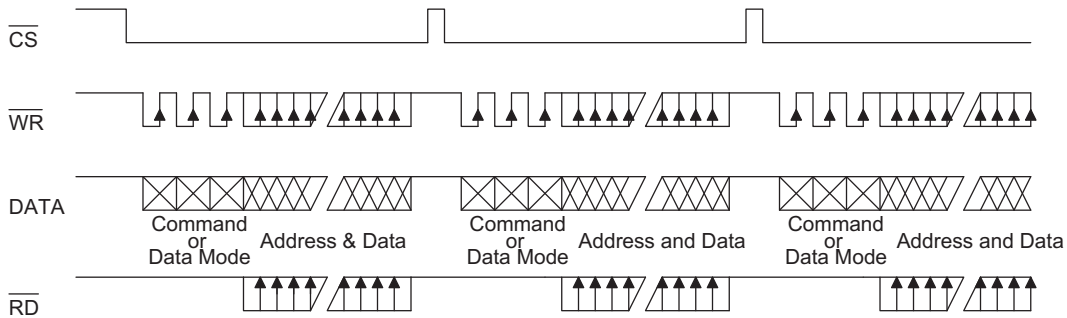 CS
WR
DATA
Command
or
Data Mode
Address & Data
Command
or
Data Mode
Address and Data
Command
or
Data Mode
Address and Data
RD